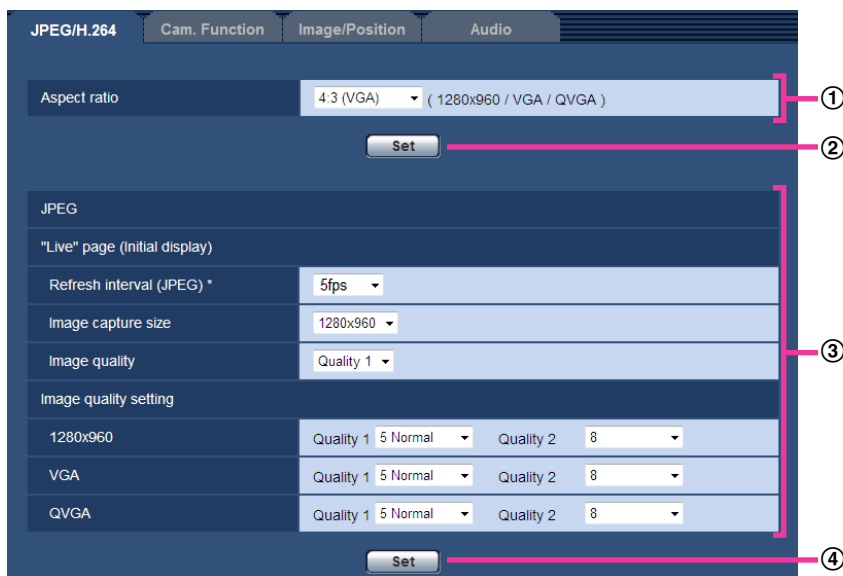 JPEG/H.264 Cam. Function Image/Position Audio
Aspect ratio 4:3 (VGA) ( 1280x960 / VGA / QVGA ) ①
Set ②
JPEG
"Live" page (Initial display)
Refresh interval (JPEG) * 5fps
Image capture size 1280x960
Image quality Quality 1 ③
Image quality setting
1280x960 Quality 1 5 Normal Quality 2 8
VGA Quality 1 5 Normal Quality 2 8
QVGA Quality 1 5 Normal Quality 2 8
Set ④